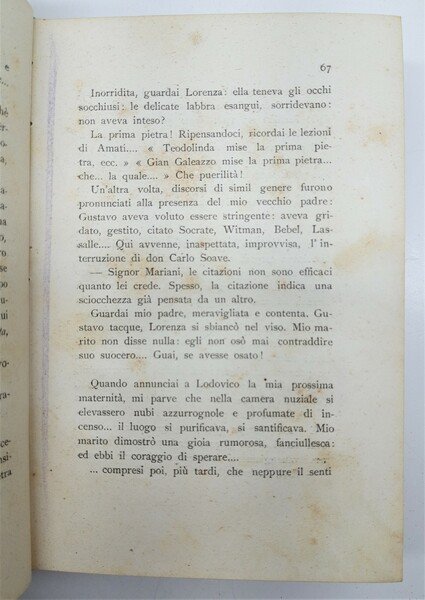 67
Inorridita, guardai Lorenza: ella teneva gli occhi
socchiusi: le delicate labbra esangui, sorridevano:
non aveva inteso?
La prima pietra! Ripensandoci, ricordai le lezioni
di Amati.... « Teodolinda mise la prima pie-
tra, ecc. » « Gian Galeazzo mise la prima pietra...
che... la quale.... » Che puerilità!
Un'altra volta, discorsi di simil genere furono
pronunciati alla presenza del mio vecchio padre:
Gustavo aveva voluto essere stringente: aveva gri-
dato, gestito, citato Socrate, Witman, Bebel, Las-
salle.... Qui avvenne, inaspettata, improvvisa, l'in-
terruzione di don Carlo Soave.
— Signor Mariani, le citazioni non sono efficaci
quanto lei crede. Spesso, la citazione indica una
sciocchezza già pensata da un altro.
Guardai mio padre, meravigliata e contenta. Gu-
stavo tacque, Lorenza si sbiancò nel viso. Mio ma-
rito non disse nulla: egli non osò mai contraddire
suo suocero.... Guai, se avesse osato!
Quando annunciai a Lodovico la mia prossima
maternità, mi parve che nella camera nuziale si
elevassero nubi azzurrognole e profumate di in-
censo... il luogo si purificava, si santificava. Mio
marito dimostrò una gioia rumorosa, fanciullesca:
ed ebbi il coraggio di sperare....
... compresi poi, più tardi, che neppure il senti